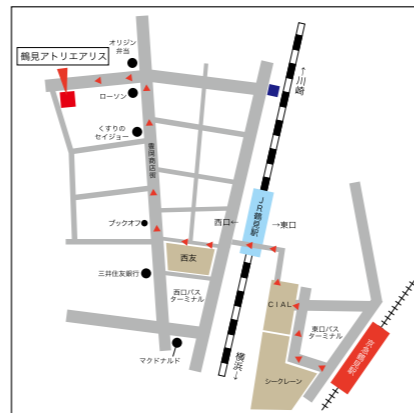 鶴見アトリエアリス
オリジン
弁当
←川崎
ローソン
くすりの
セイジョー
豊岡商店街
JR鶴見駅
ブックオフ
西口←
→東口
西友
三井住友銀行
西口バス
ターミナル
CIAL
東口バス
ターミナル
京急鶴見駅
マクドナルド
横浜→
シークレーン